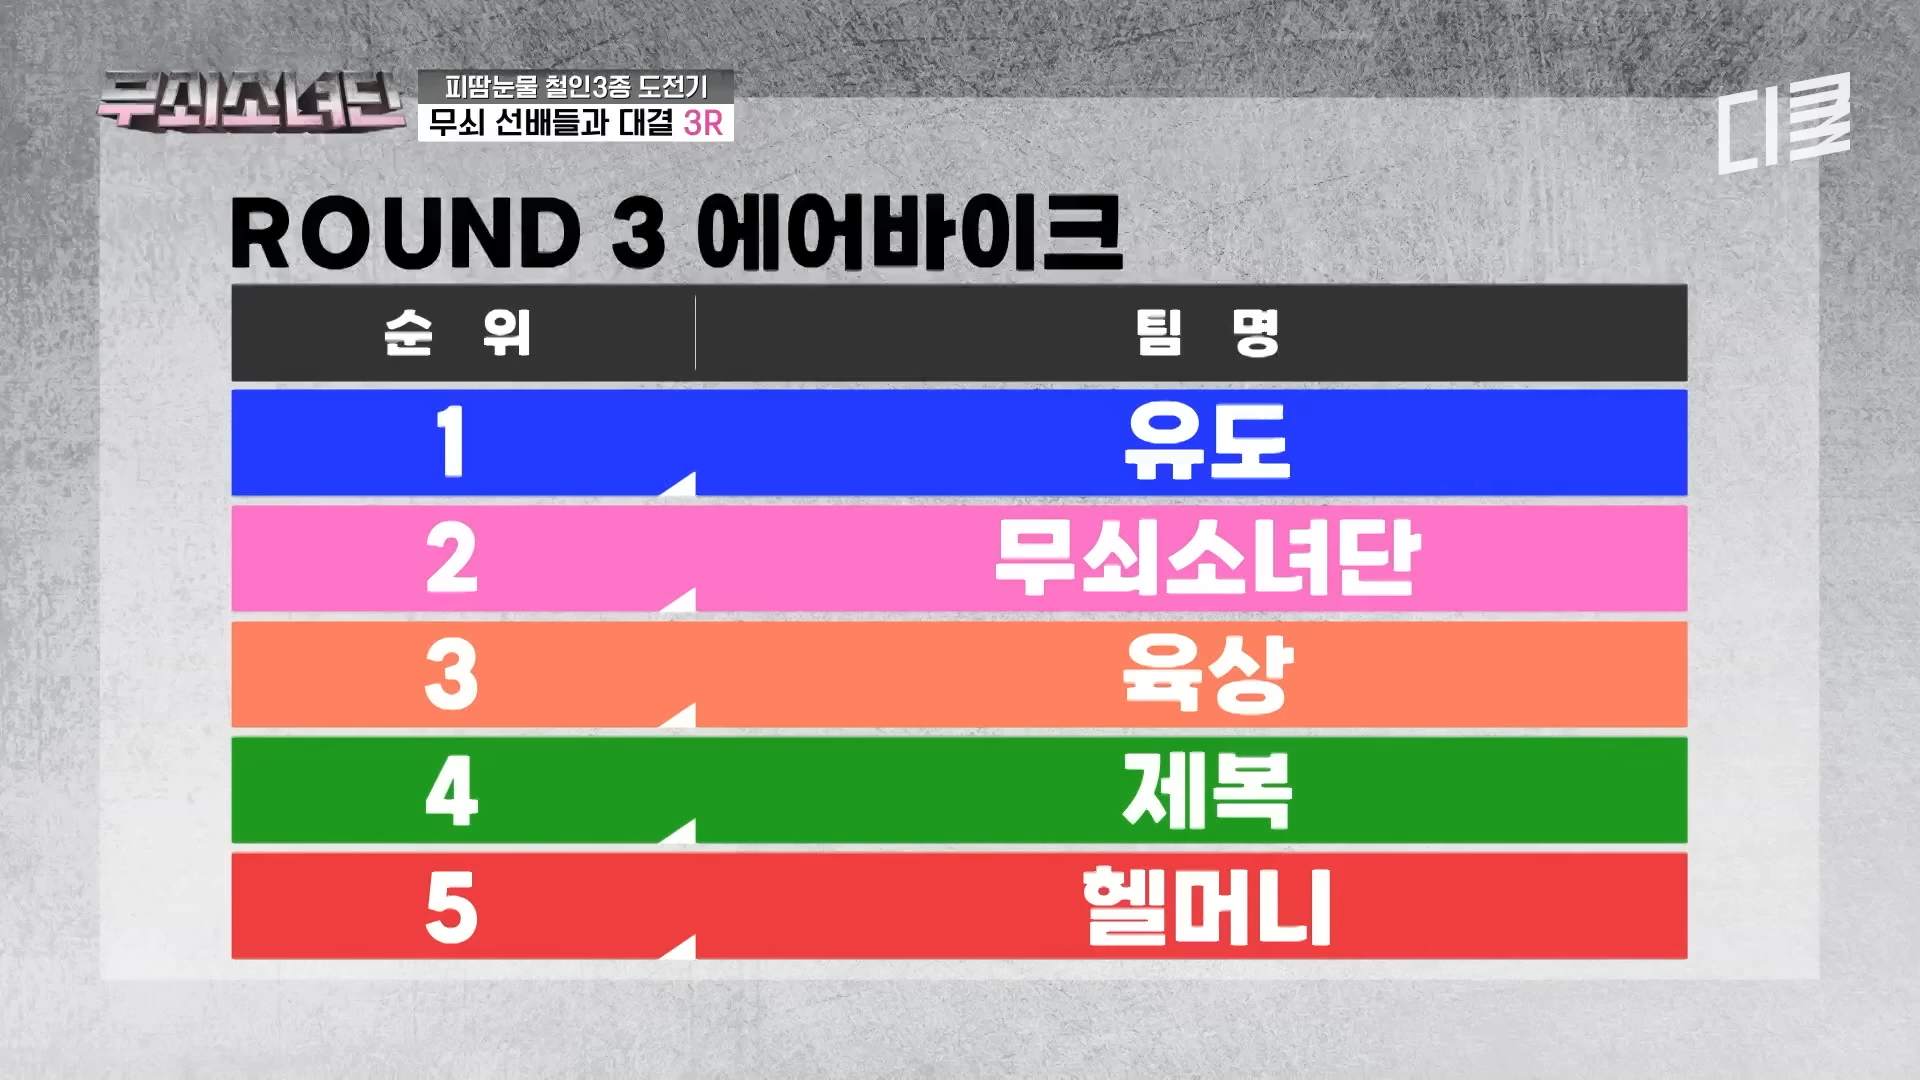 무쇠소녀단
피땀눈물 철인3종 도전기
무쇠 선배들과 대결 3R
디클
ROUND 3 에어바이크
순 위 팀 명
1 유도
2 무쇠소녀단
3 육상
4 제복
5 헬머니